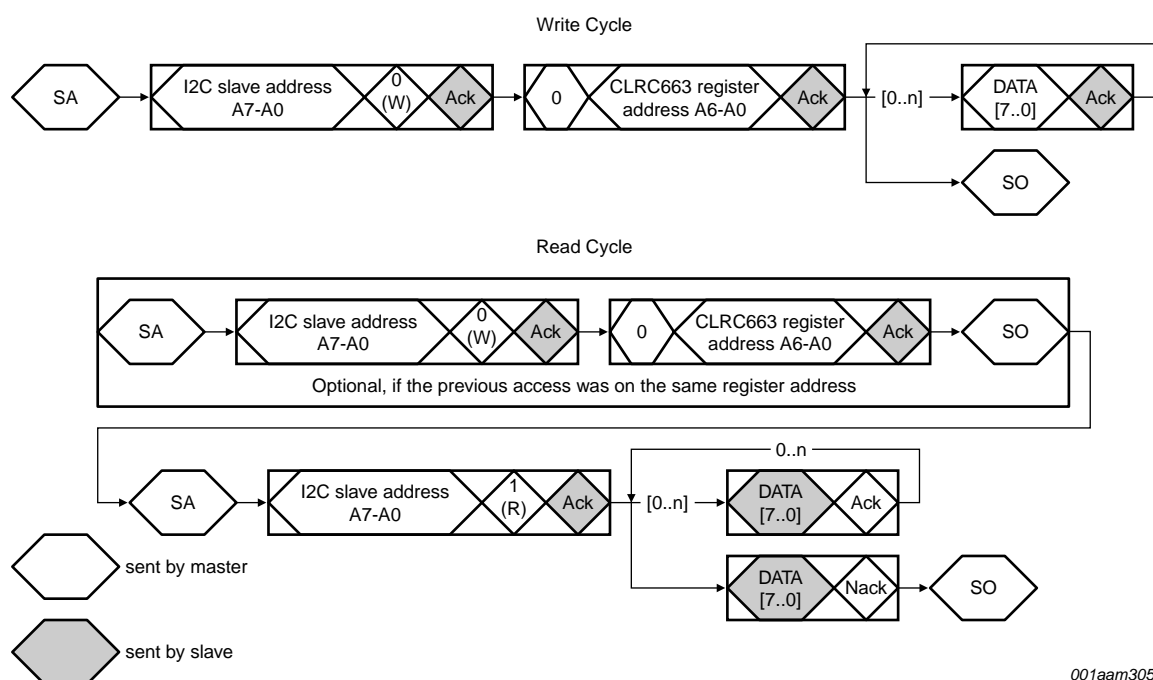 Write Cycle
SA
I2C slave address
A7-A0
0
(W)
Ack
0
CLRC663 register
address A6-A0
Ack
[0..n]
DATA
[7..0]
Ack
SO
Read Cycle
SA
I2C slave address
A7-A0
0
(W)
Ack
0
CLRC663 register
address A6-A0
Ack
SO
Optional, if the previous access was on the same register address
0..n
SA
I2C slave address
A7-A0
1
(R)
Ack
[0..n]
DATA
[7..0]
Ack
sent by master
DATA
[7..0]
Nack
SO
sent by slave
001aam305